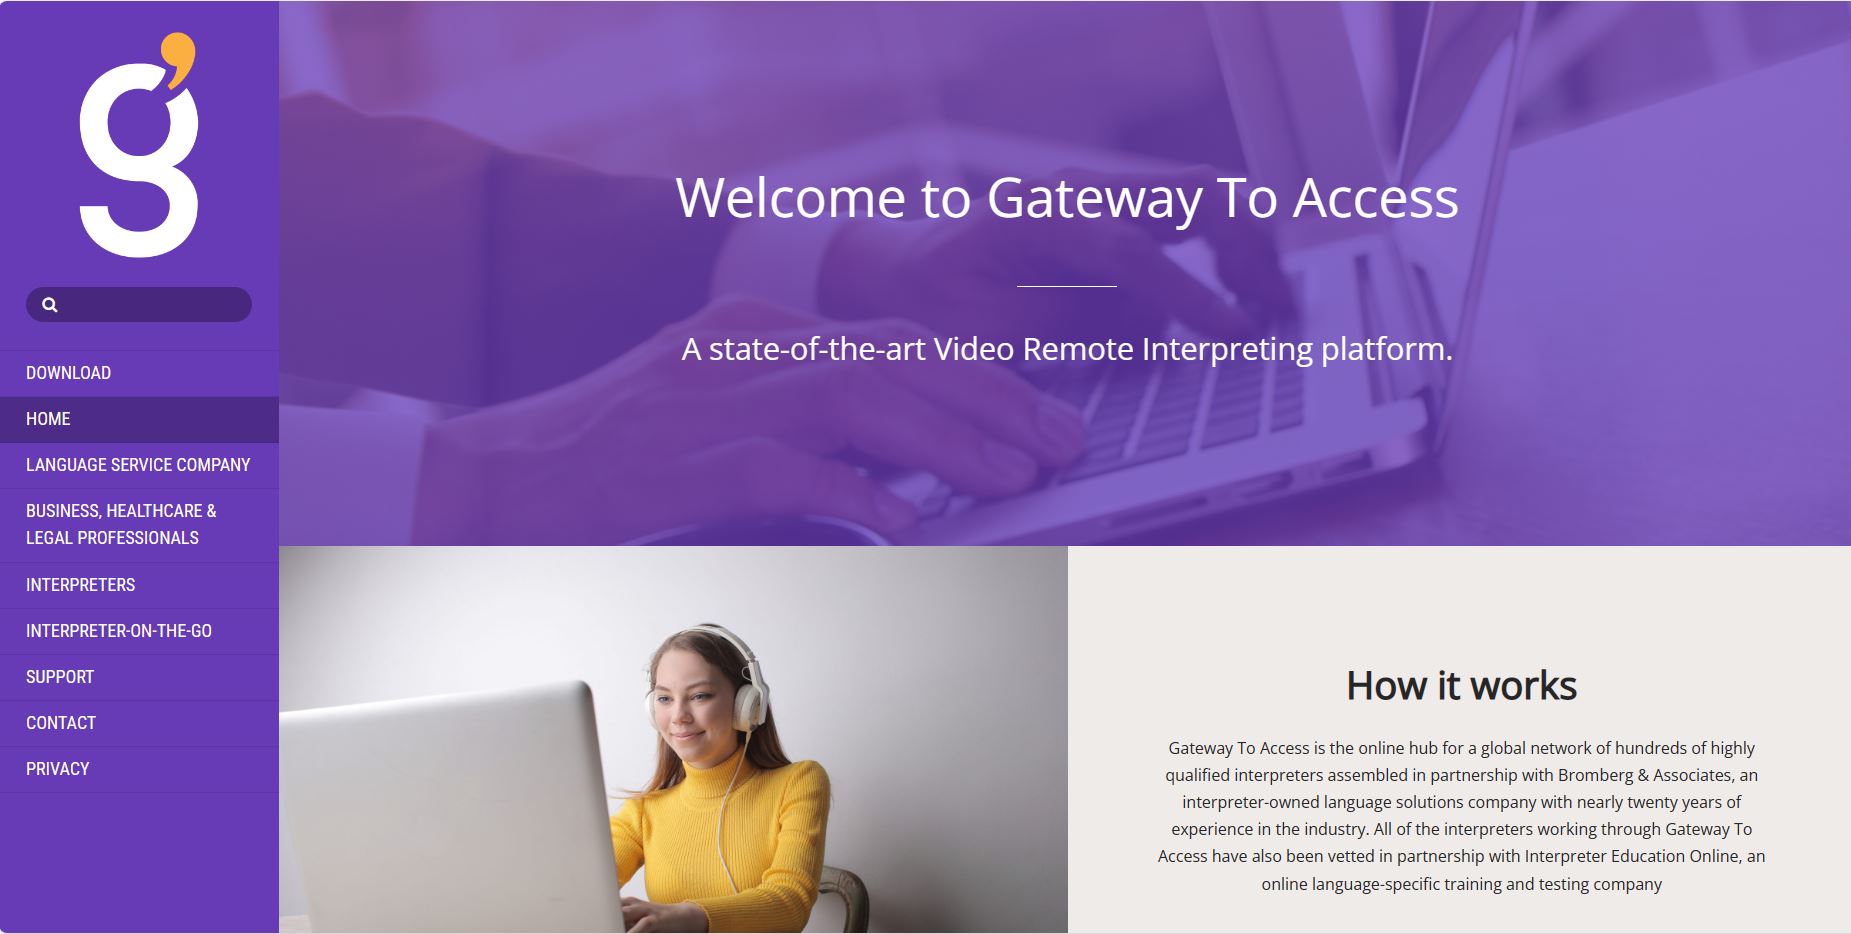 g’
DOWNLOAD
HOME
LANGUAGE SERVICE COMPANY
BUSINESS, HEALTHCARE &
LEGAL PROFESSIONALS
INTERPRETERS
INTERPRETER-ON-THE-GO
SUPPORT
CONTACT
PRIVACY
Welcome to Gateway To Access
A state-of-the-art Video Remote Interpreting platform.
How it works
Gateway To Access is the online hub for a global network of hundreds of highly
qualified interpreters assembled in partnership with Bromberg & Associates, an
interpreter-owned language solutions company with nearly twenty years of
experience in the industry. All of the interpreters working through Gateway To
Access have also been vetted in partnership with Interpreter Education Online, an
online language-specific training and testing company